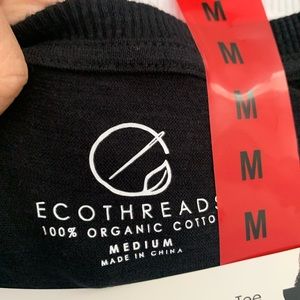 M
M
M
M
M
ECOTHREADS
100% ORGANIC COTTO
MEDIUM
MADE IN CHINA
Tee